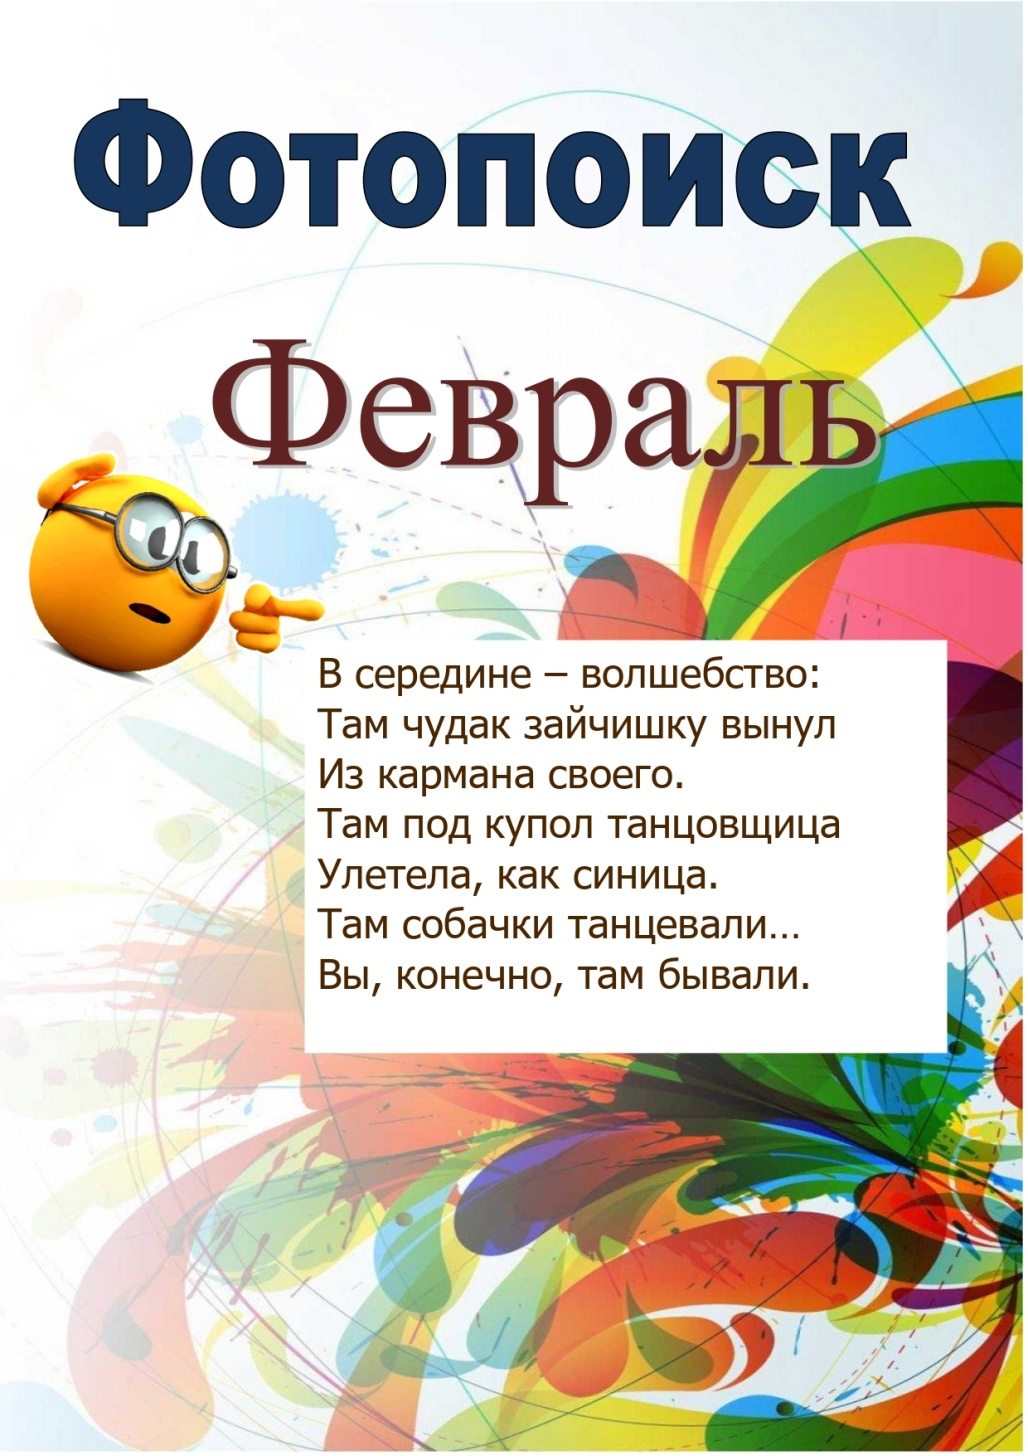 Фотопоиск
Февраль
В середине – волшебство:
Там чудак зайчишку вынул
Из кармана своего.
Там под купол танцовщица
Улетела, как синица.
Там собачки танцевали…
Вы, конечно, там бывали.